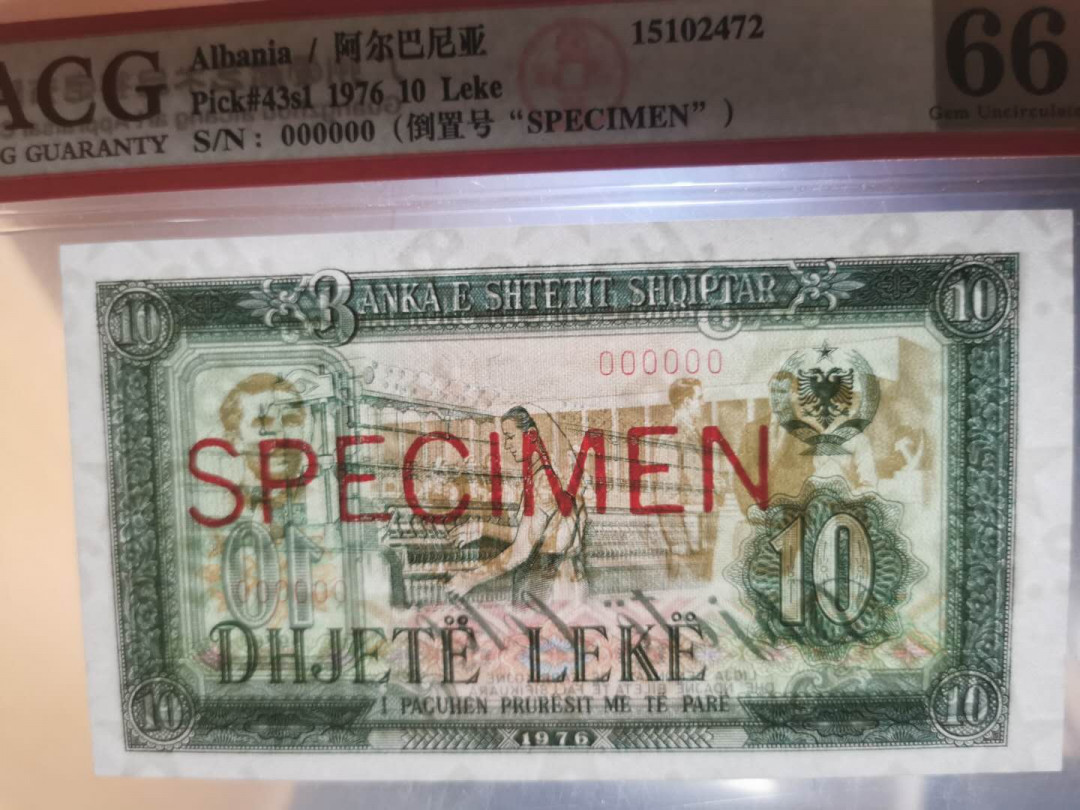 ACG
G GUARANTY
Albania / 阿尔巴尼亚
Pick#43s1 1976 10 Leke
S/N: 000000 (倒置号 “SPECIMEN” )
15102472
66
Gem Uncirculate
10
BANKA E SHTETIT SHQIPTAR
10
000000
SPECIMEN
10
DHJETË LEKË
I PAGUHEN PRURËSIT ME TË PARË
10
1976
10